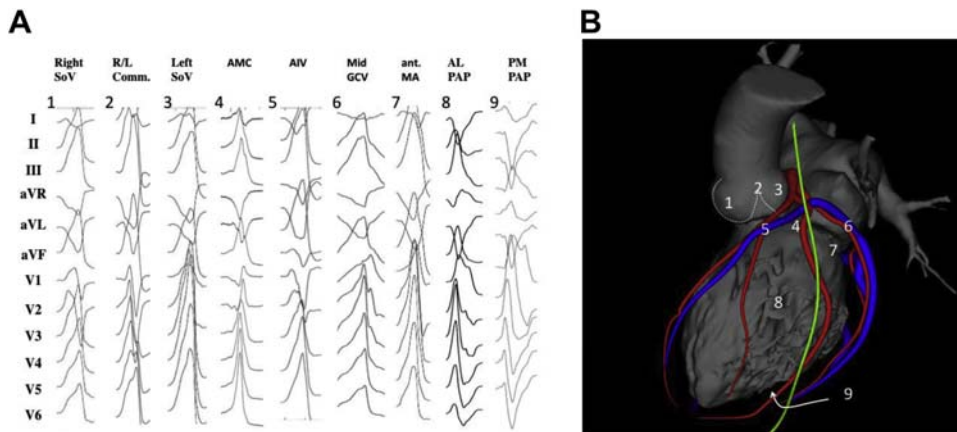 A
B
Right SoV
R/L Comm.
Left SoV
AMC
AIV
Mid GCV
ant. MA
AL PAP
PM PAP
1 2 3 4 5 6 7 8 9
I
II
III
aVR
aVL
aVF
V1
V2
V3
V4
V5
V6
1
2
3
4
5
6
7
8
9